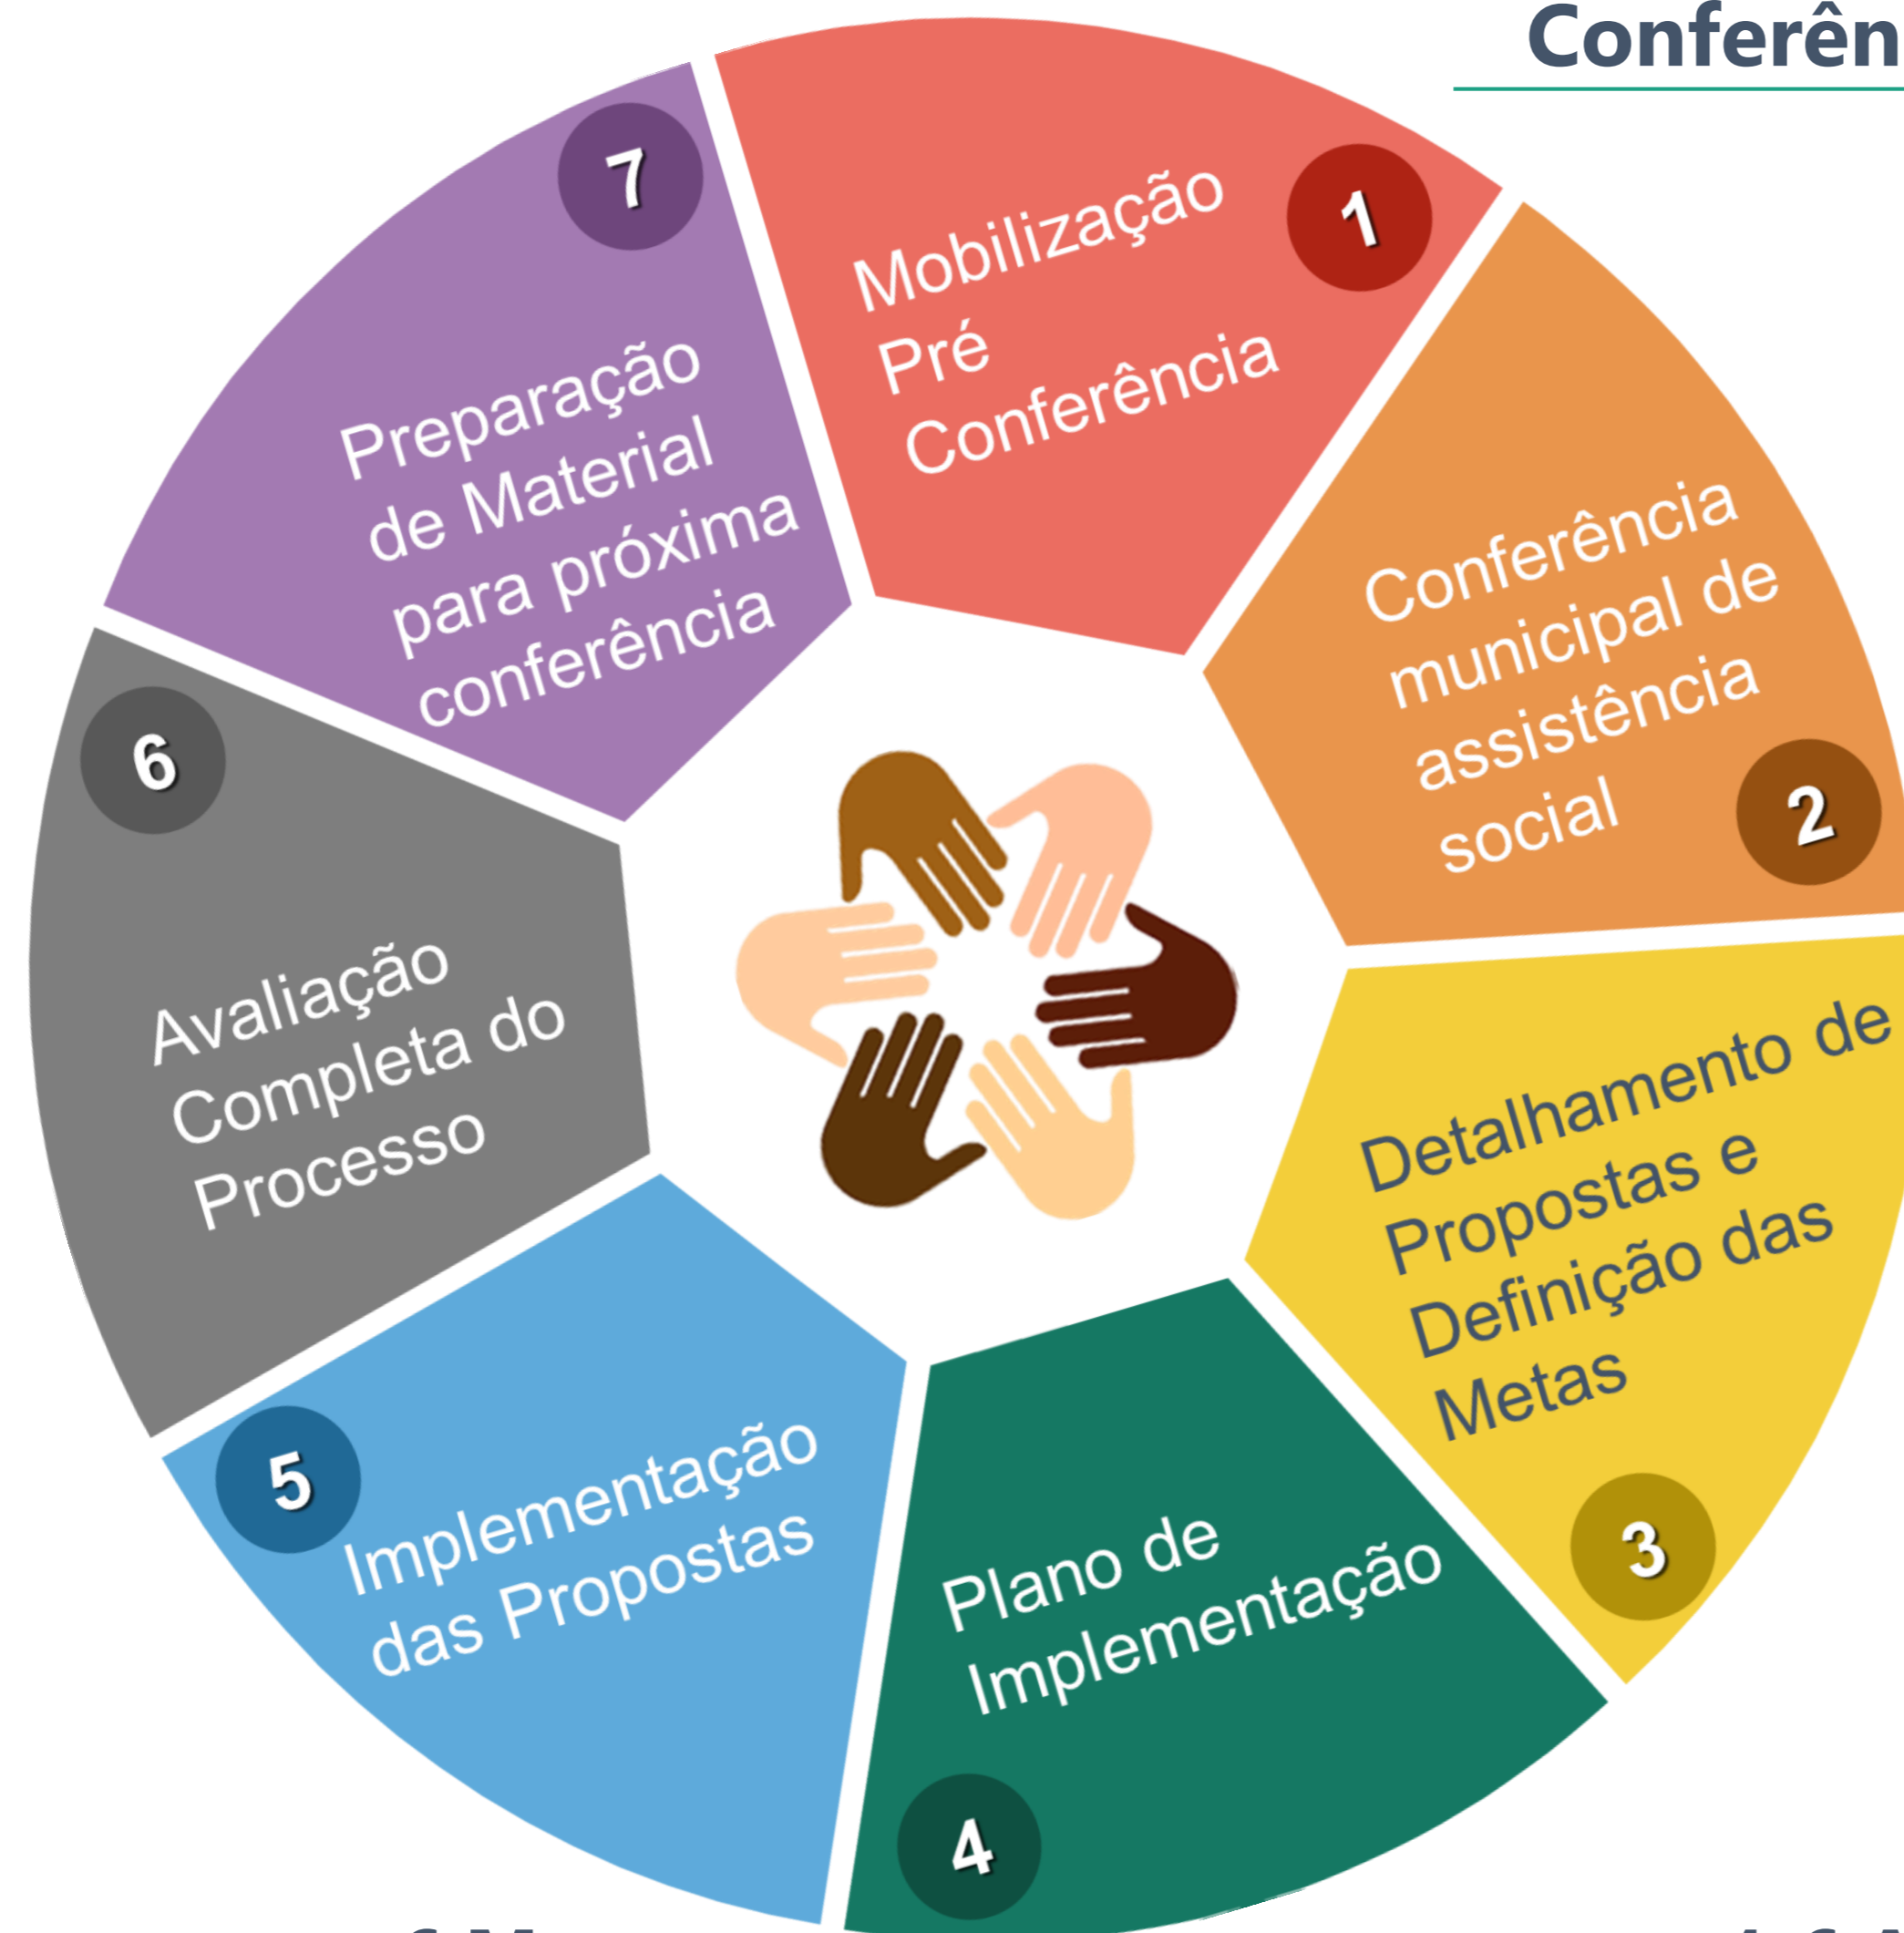 Conferên
1
Mobilização
Pré
Conferência
Conferência
municipal de
assistência
social
2
Detalhamento de
Propostas e
Definição das
Metas
3
Plano de
Implementação
4
5
Implementação
das Propostas
6
Avaliação
Completa do
Processo
7
Preparação
de Material
para próxima
conferência